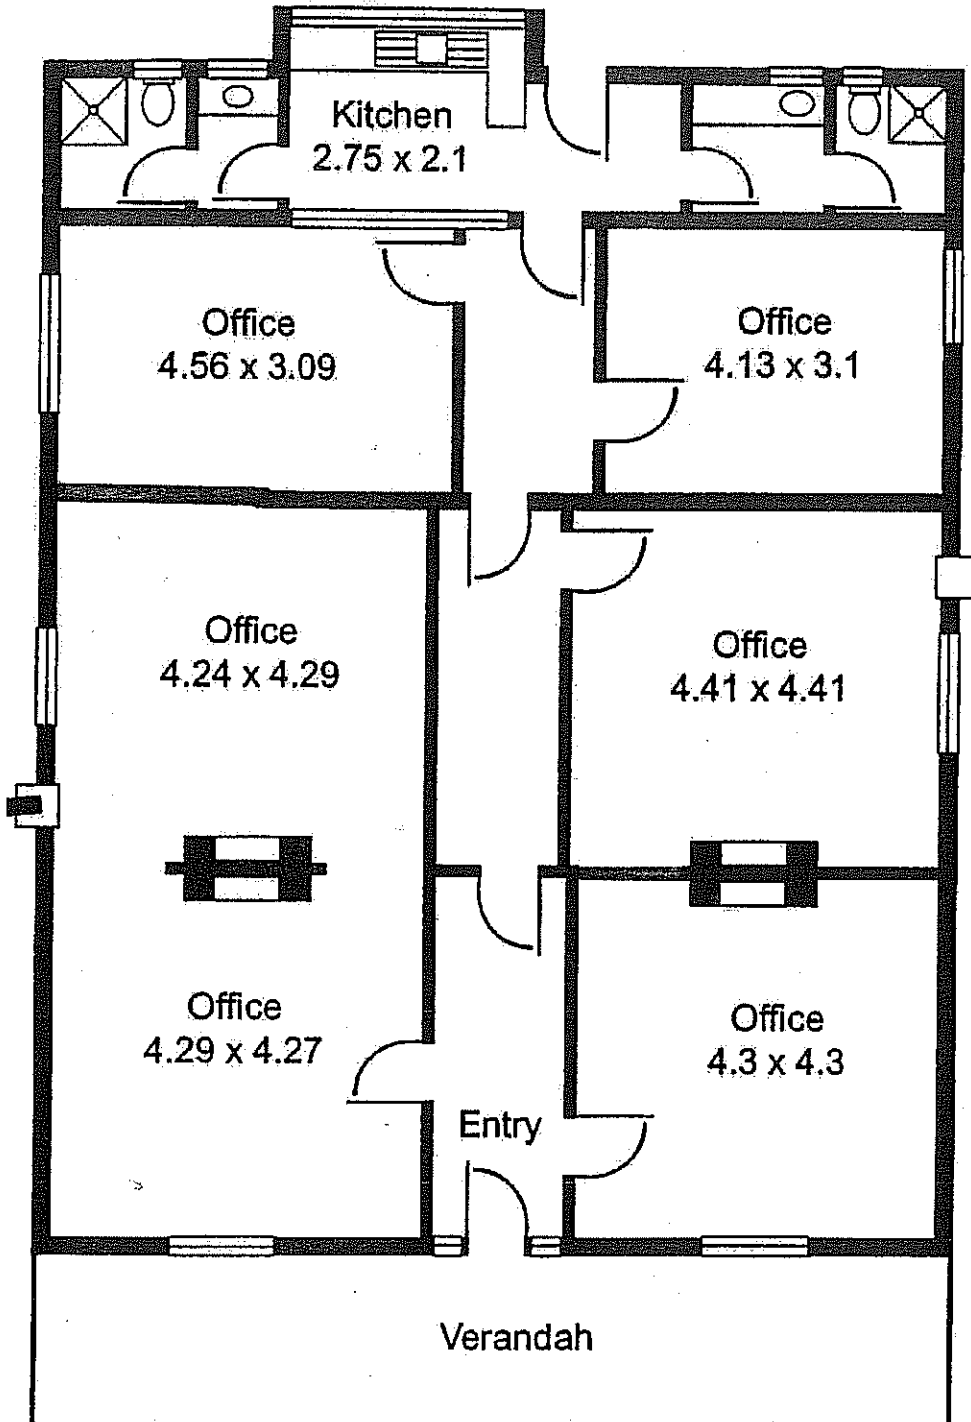 Kitchen
2.75 x 2.1
Office
4.56 x 3.09
Office
4.13 x 3.1
Office
4.24 x 4.29
Office
4.41 x 4.41
Office
4.29 x 4.27
Office
4.3 x 4.3
Entry
Verandah